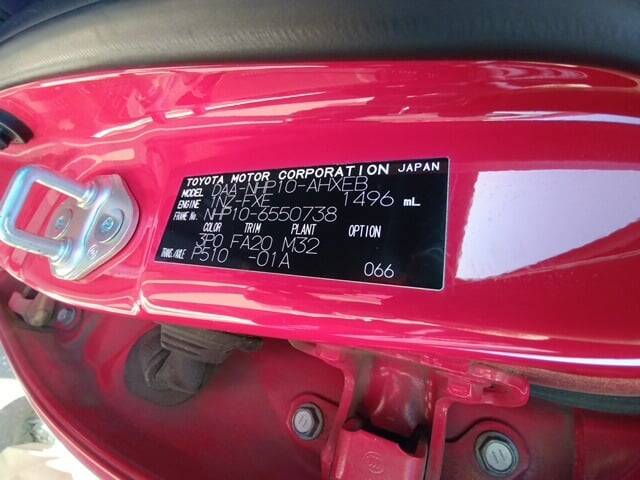 TOYOTA MOTOR CORPORATION JAPAN
MODEL DAA-NHP10-AHXEB
ENGINE 1NZ-FXE 1496 mL
FRAME No. NHP10-6550738
COLOR TRIM PLANT OPTION
3P0 FA20 M32
TRANS./AXLE P510 -01A
066